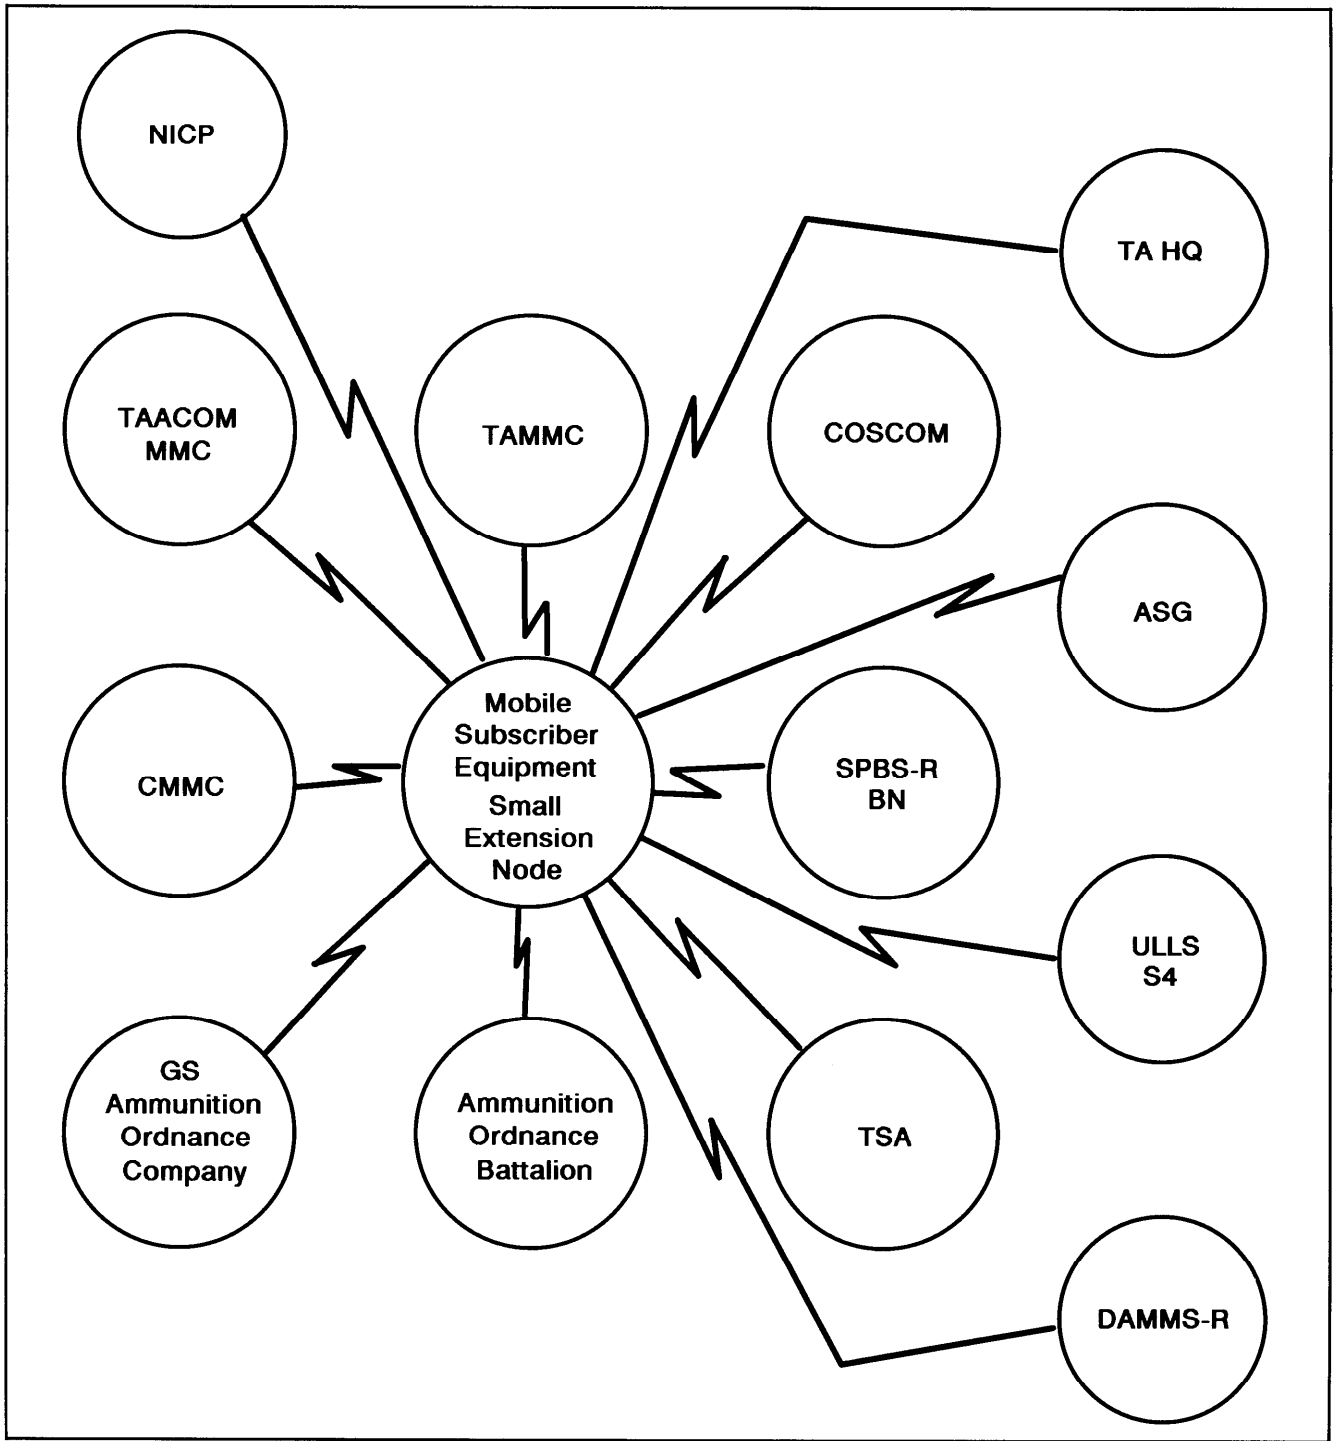 NICP
TA HQ
TAACOM
MMC
TAMMC
COSCOM
ASG
Mobile
Subscriber
Equipment
Small
Extension
Node
CMMC
SPBS-R
BN
ULLS
S4
GS
Ammunition
Ordnance
Company
Ammunition
Ordnance
Battalion
TSA
DAMMS-R